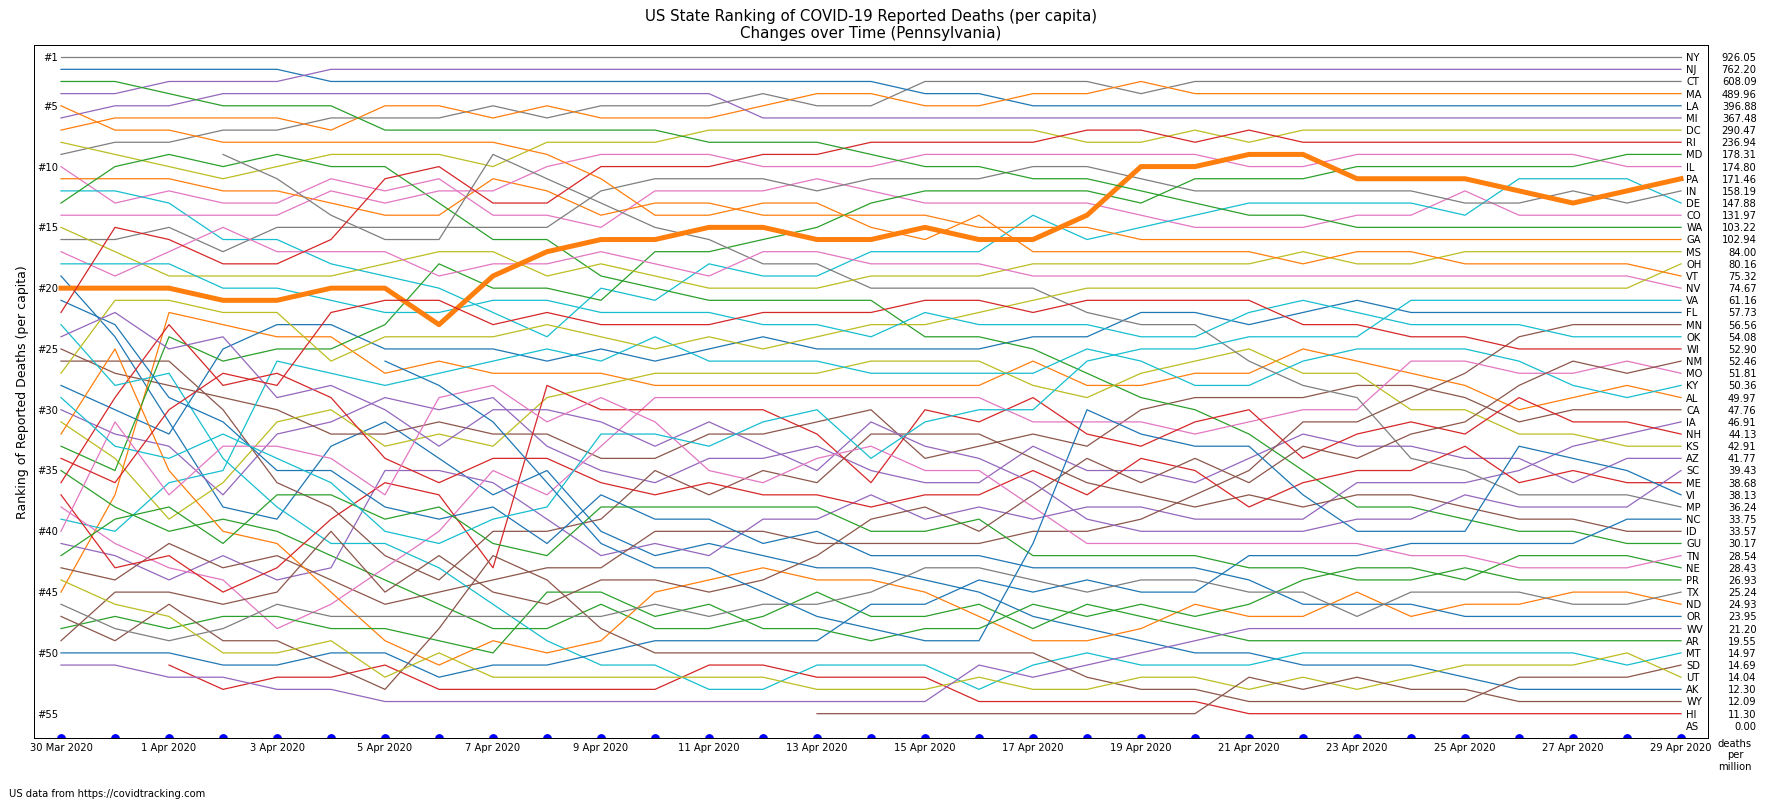 US State Ranking of COVID-19 Reported Deaths (per capita)
Changes over Time (Pennsylvania)
Ranking of Reported Deaths (per capita)
#1
#5
#10
#15
#20
#25
#30
#35
#40
#45
#50
#55
NY 926.05
NJ 762.20
CT 608.09
MA 489.96
LA 396.88
MI 367.48
DC 290.47
RI 236.94
MD 178.31
IL 174.80
PA 171.46
IN 158.19
DE 147.88
CO 131.97
WA 103.22
GA 102.94
MS 84.00
OH 80.16
VT 75.32
NV 74.67
VA 61.16
FL 57.73
MN 56.56
OK 54.08
WI 52.90
NM 52.46
MO 51.81
KY 50.36
AL 49.97
CA 47.76
IA 46.91
NH 44.13
KS 42.91
AZ 41.77
SC 39.43
ME 38.68
VI 38.13
MP 36.24
NC 33.75
ID 33.57
GU 30.17
TN 28.54
NE 28.43
PR 26.93
TX 25.24
ND 24.93
OR 23.95
WV 21.20
AR 19.55
MT 14.97
SD 14.69
UT 14.04
AK 12.30
WY 12.09
HI 11.30
AS 0.00
30 Mar 2020 1 Apr 2020 3 Apr 2020 5 Apr 2020 7 Apr 2020 9 Apr 2020 11 Apr 2020 13 Apr 2020 15 Apr 2020 17 Apr 2020 19 Apr 2020 21 Apr 2020 23 Apr 2020 25 Apr 2020 27 Apr 2020 29 Apr 2020
deaths
per
million
US data from https://covidtracking.com